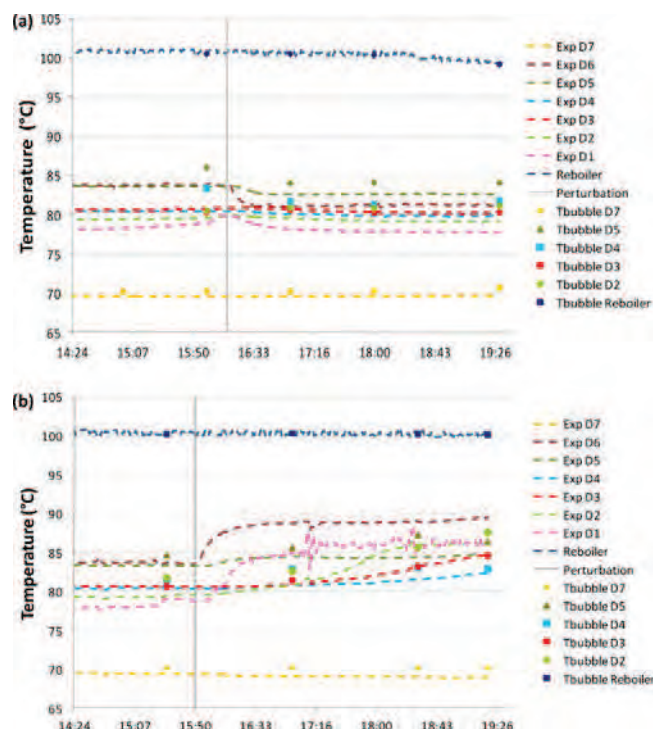 (a)
105
100
95
90
85
80
75
70
65
Temperature (°C)
14:24 15:07 15:50 16:33 17:16 18:00 18:43 19:26
Exp D7
Exp D6
Exp D5
Exp D4
Exp D3
Exp D2
Exp D1
Reboiler
Perturbation
Tbubble D7
Tbubble D5
Tbubble D4
Tbubble D3
Tbubble D2
Tbubble Reboiler
(b)
105
100
95
90
85
80
75
70
65
Temperature (°C)
14:24 15:07 15:50 16:33 17:16 18:00 18:43 19:26
Exp D7
Exp D6
Exp D5
Exp D4
Exp D3
Exp D2
Exp D1
Reboiler
Perturbation
Tbubble D7
Tbubble D5
Tbubble D4
Tbubble D3
Tbubble D2
Tbubble Reboiler